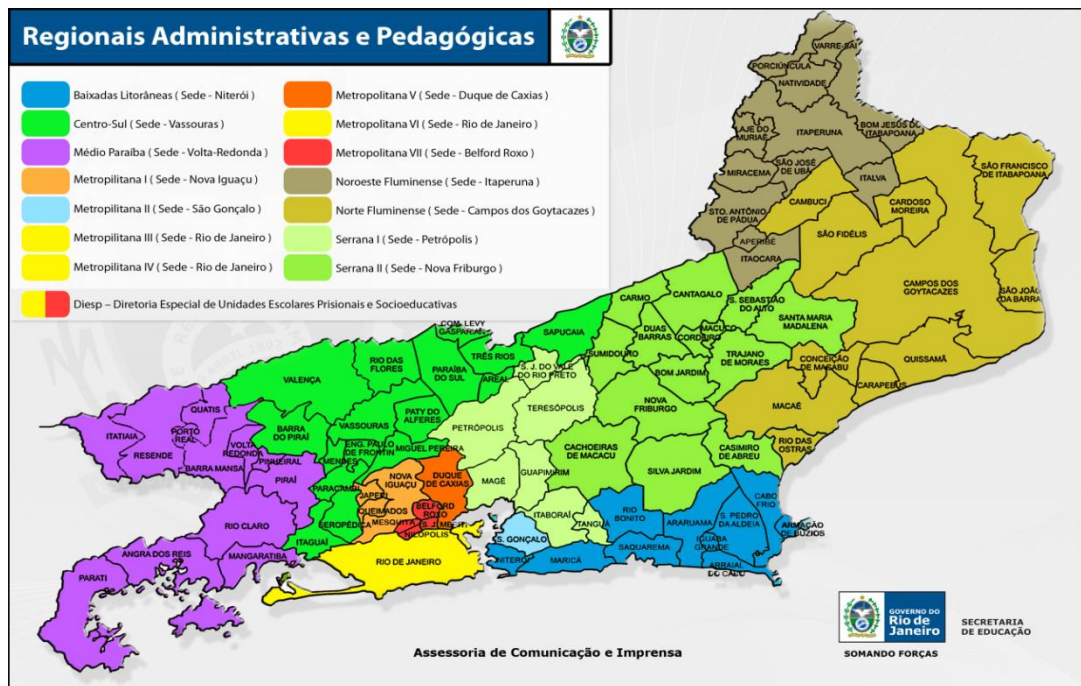 Regionais Administrativas e Pedagógicas
Baixadas Litorâneas ( Sede - Niterói )
Centro-Sul ( Sede - Vassouras )
Médio Paraíba ( Sede - Volta-Redonda )
Metropilitana I ( Sede - Nova Iguaçu )
Metropilitana II ( Sede - São Gonçalo )
Metropilitana III ( Sede - Rio de Janeiro )
Metropilitana IV ( Sede - Rio de Janeiro )
Metropolitana V ( Sede - Duque de Caxias )
Metropolitana VI ( Sede - Rio de Janeiro )
Metropolitana VII ( Sede - Belford Roxo )
Noroeste Fluminense ( Sede - Itaperuna )
Norte Fluminense ( Sede - Campos dos Goytacazes )
Serrana I ( Sede - Petrópolis )
Serrana II ( Sede - Nova Friburgo )
Diesp – Diretoria Especial de Unidades Escolares Prisionais e Socioeducativas
VARRE-SAI
PORCIÚNCULA
NATIVIDADE
LAJE DO
MURIAÉ
ITAPERUNA
BOM JESUS DO
ITABAPOANA
MIRACEMA
SÃO JOSÉ
DE UBÁ
ITALVA
SÃO FRANCISCO
DE ITABAPOANA
STO. ANTÔNIO
DE PÁDUA
CAMBUCI
CARDOSO
MOREIRA
APERIBÉ
SÃO FIDÉLIS
ITAOCARA
CAMPOS DOS
GOYTACAZES
SÃO JOÃO
DA BARRA
CARMO
CANTAGALO
S. SEBASTIÃO
DO ALTO
SANTA MARIA
MADALENA
COM. LEVY
GASPARIAN
SAPUCAIA
DUAS
BARRAS
MACUCO
CORDEIRO
SUMIDOURO
TRAJANO
DE MORAES
CONCEIÇÃO
DE MACABU
QUISSAMÃ
CARAPEBUS
RIO DAS
FLORES
TRÊS RIOS
PARAÍBA
DO SUL
AREAL
S. J. DO VALE
DO RIO PRETO
BOM JARDIM
VALENÇA
TERESÓPOLIS
NOVA
FRIBURGO
MACAÉ
QUATIS
PATY DO
ALFERES
VASSOURAS
PETRÓPOLIS
ITATIAIA
PORTO
REAL
RESENDE
VOLTA
REDONDA
BARRA
DO PIRAÍ
ENG. PAULO
DE FRONTIN
MIGUEL PEREIRA
MENDES
CACHOEIRAS
DE MACACU
CASIMIRO
DE ABREU
RIO DAS
OSTRAS
BARRA MANSA
PINHEIRAL
PIRAÍ
PARACAMBI
NOVA
IGUAÇU
DUQUE
DE CAXIAS
MAGÉ
GUAPIMIRIM
SILVA JARDIM
JAPERI
QUEIMADOS
BELFORD
ROXO
MESQUITA
S. J. MERITI
NILÓPOLIS
SEROPÉDICA
ITAGUAÍ
RIO CLARO
ITABORAÍ
TANGUÁ
RIO
BONITO
ARARUAMA
S. PEDRO
DA ALDEIA
CABO
FRIO
ARMAÇÃO
DE BÚZIOS
IGUABA
GRANDE
ARRAIAL
DO CABO
SAQUAREMA
MARICÁ
NITERÓI
S. GONÇALO
RIO DE JANEIRO
ANGRA DOS REIS
MANGARATIBA
PARATI
GOVERNO DO
Rio de
Janeiro
SOMANDO FORÇAS
SECRETARIA
DE EDUCAÇÃO
Assessoria de Comunicação e Imprensa